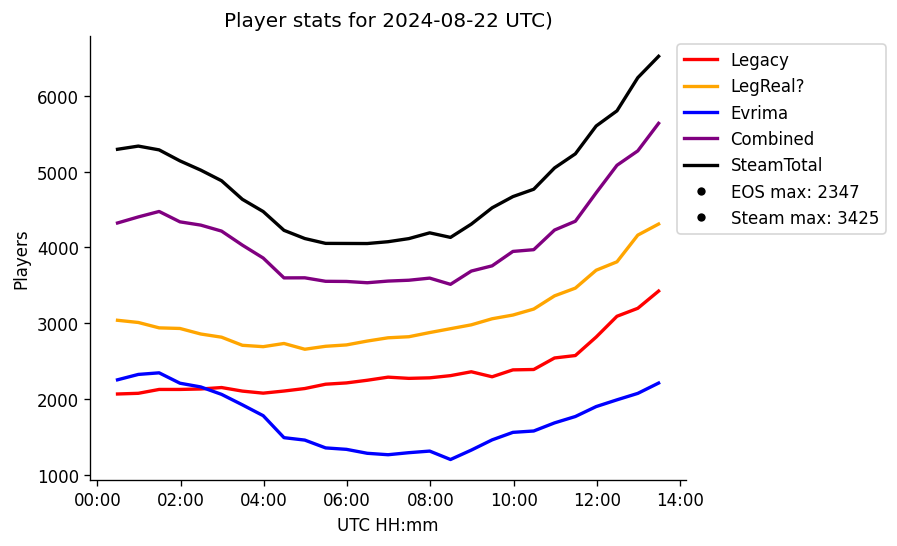 Player stats for 2024-08-22 UTC)
Legacy
LegReal?
Evrima
Combined
SteamTotal
EOS max: 2347
Steam max: 3425
Players
6000
5000
4000
3000
2000
1000
00:00 02:00 04:00 06:00 08:00 10:00 12:00 14:00
UTC HH:mm